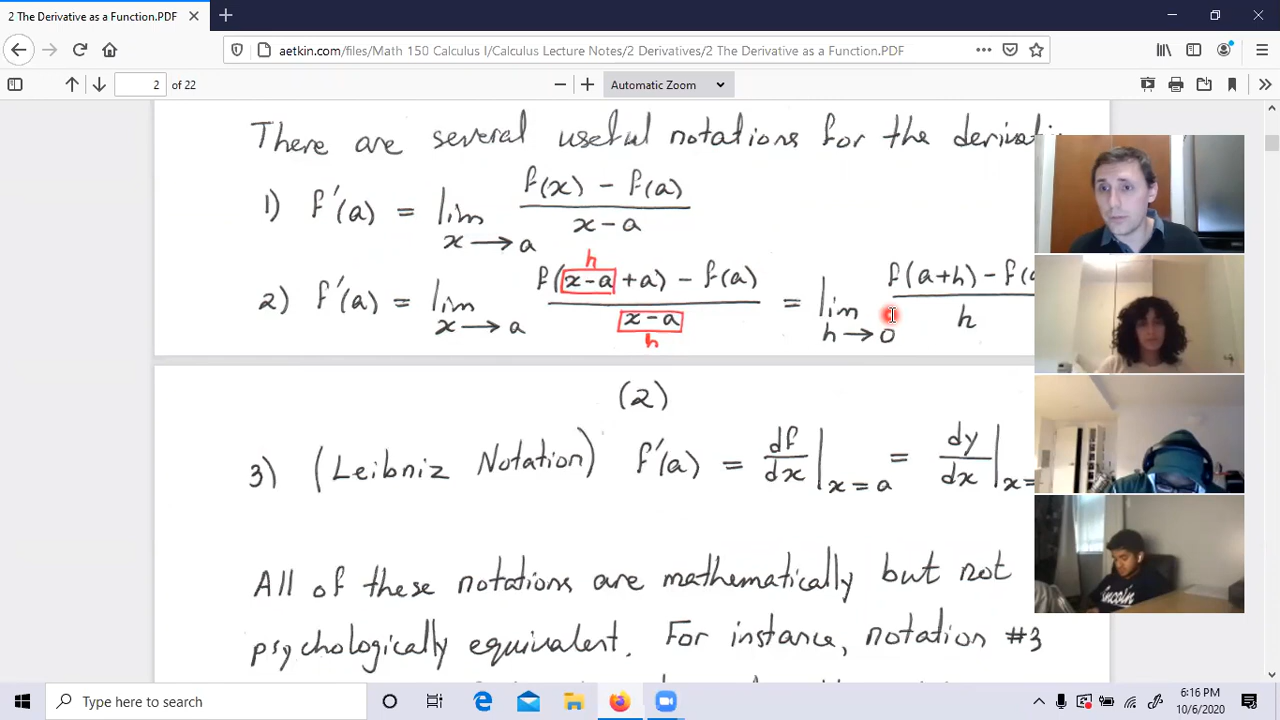 2 The Derivative as a Function.PDF
aetkin.com/files/Math 150 Calculus I/Calculus Lecture Notes/2 Derivatives/2 The Derivative as a Function.PDF
2 of 22
Automatic Zoom
There are several useful notations for the
1) f'(a) = lim x→a f(x) - f(a) / x - a
2) f'(a) = lim x→a f(x-a +a) - f(a) / x - a = lim h→0 f(a+h) - f( / h
h
h
(2)
3) (Leibniz Notation) f'(a) = df/dx | x = a = dy/dx | x =
All of these notations are mathematically but not
psychologically equivalent. For instance, notation #3
Lincoln
Type here to search
6:16 PM
10/6/2020